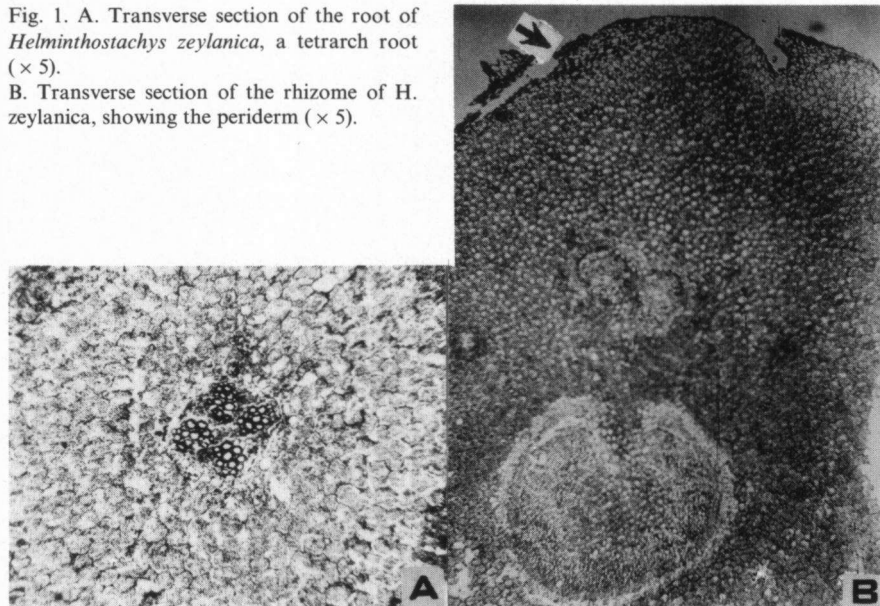 Fig. 1. A. Transverse section of the root of
Helminthostachys zeylanica, a tetrarch root
(× 5).
B. Transverse section of the rhizome of H.
zeylanica, showing the periderm (× 5).
A
B